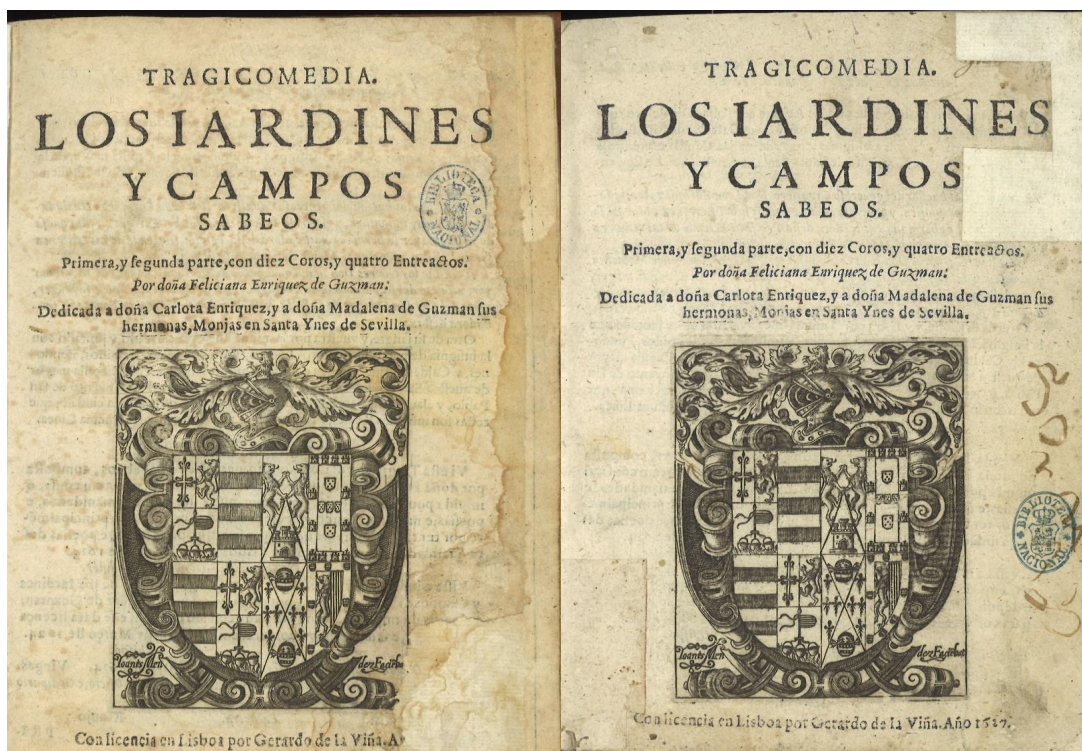 TRAGICOMEDIA.
LOS IARDINES
Y CAMPOS
SABEOS.
BIBLIOTECA NACIONAL
Primera, y segunda parte, con diez Coros, y quatro Entreactos.
Por doña Feliciana Enriquez de Guzman:
Dedicada a doña Carlota Enriquez, y a doña Madalena de Guzman sus
hermanas, Monjas en Santa Ynes de Sevilla.
Con licencia en Lisboa por Gerardo de la Viña. A
TRAGICOMEDIA.
LOS IARDINES
Y CAMPOS
SABEOS.
Primera, y segunda parte, con diez Coros, y quatro Entreactos.
Por doña Feliciana Enriquez de Guzman:
Dedicada a doña Carlota Enriquez, y a doña Madalena de Guzman sus
hermanas, Monjas en Santa Ynes de Sevilla.
BIBLIOTECA NACIONAL
Con licencia en Lisboa por Gerardo de la Viña. Año 1627.